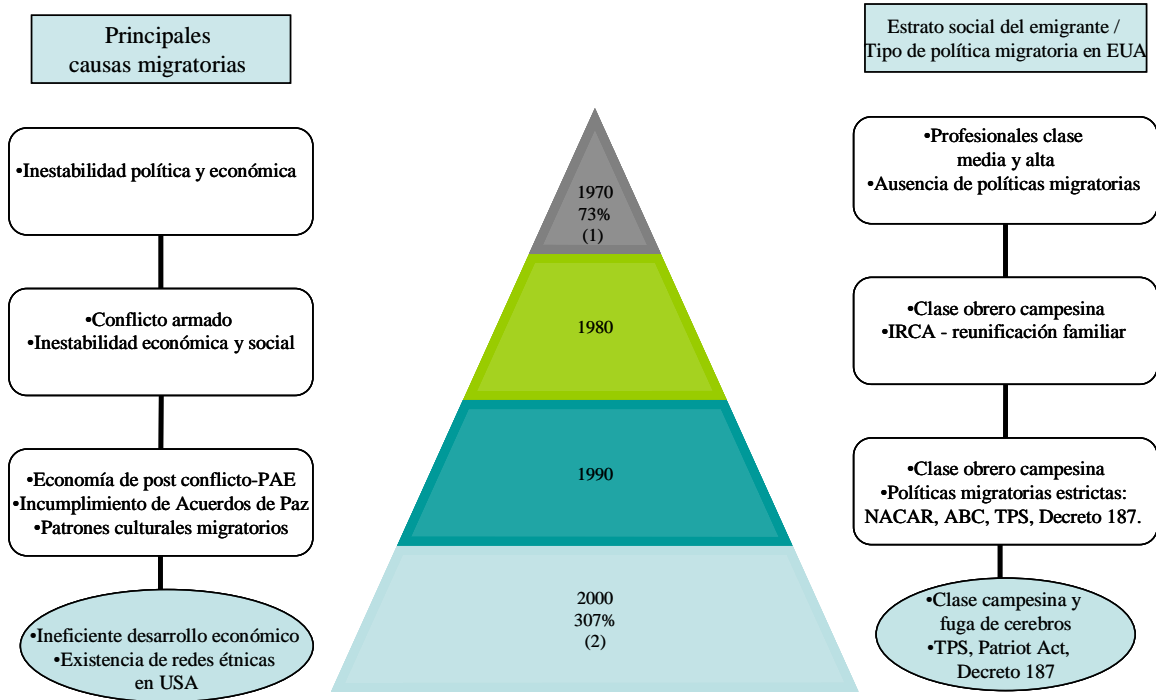 Principales
causas migratorias
•Inestabilidad política y económica
•Conflicto armado
•Inestabilidad económica y social
•Economía de post conflicto-PAE
•Incumplimiento de Acuerdos de Paz
•Patrones culturales migratorios
•Ineficiente desarrollo económico
•Existencia de redes étnicas
en USA
1970
73%
(1)
1980
1990
2000
307%
(2)
Estrato social del emigrante /
Tipo de política migratoria en EUA
•Profesionales clase
media y alta
•Ausencia de políticas migratorias
•Clase obrero campesina
•IRCA - reunificación familiar
•Clase obrero campesina
•Políticas migratorias estrictas:
NACAR, ABC, TPS, Decreto 187.
•Clase campesina y
fuga de cerebros
•TPS, Patriot Act,
Decreto 187